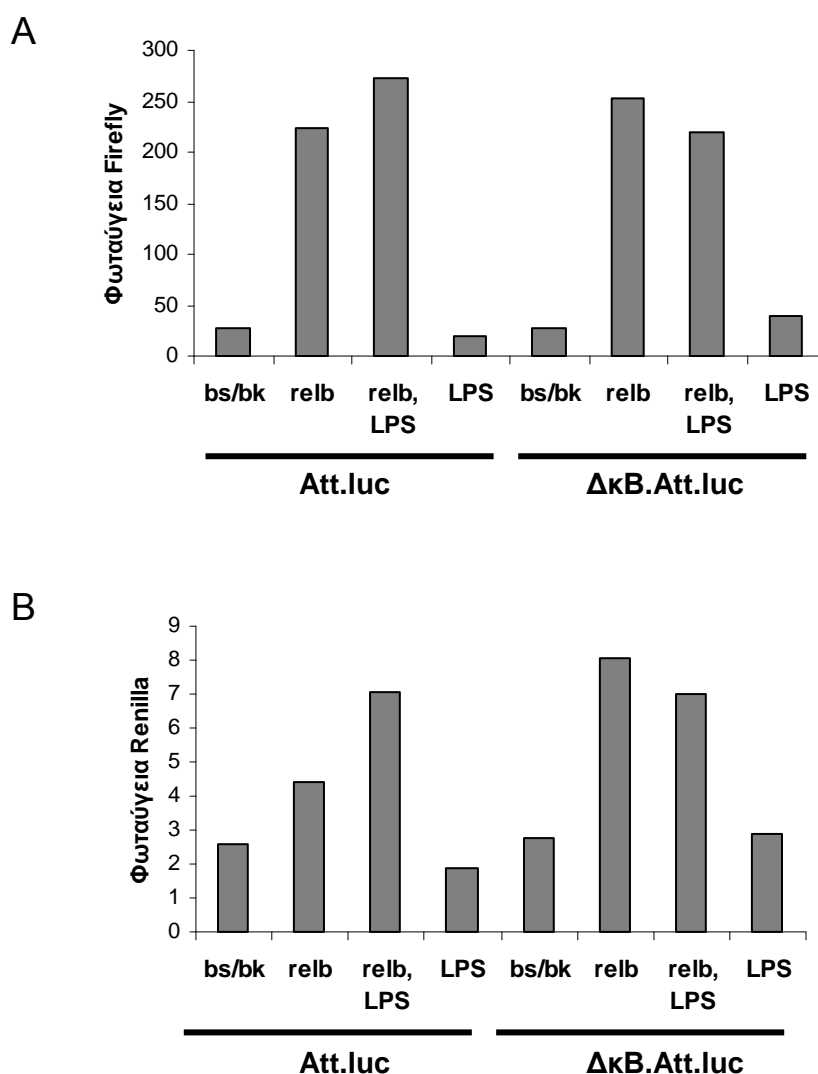 A
Φωταύγεια Firefly
300
250
200
150
100
50
0
bs/bk relb relb, LPS bs/bk relb relb, LPS
LPS LPS
Att.luc ΔκB.Att.luc
B
Φωταύγεια Renilla
9
8
7
6
5
4
3
2
1
0
bs/bk relb relb, LPS bs/bk relb relb, LPS
LPS LPS
Att.luc ΔκB.Att.luc